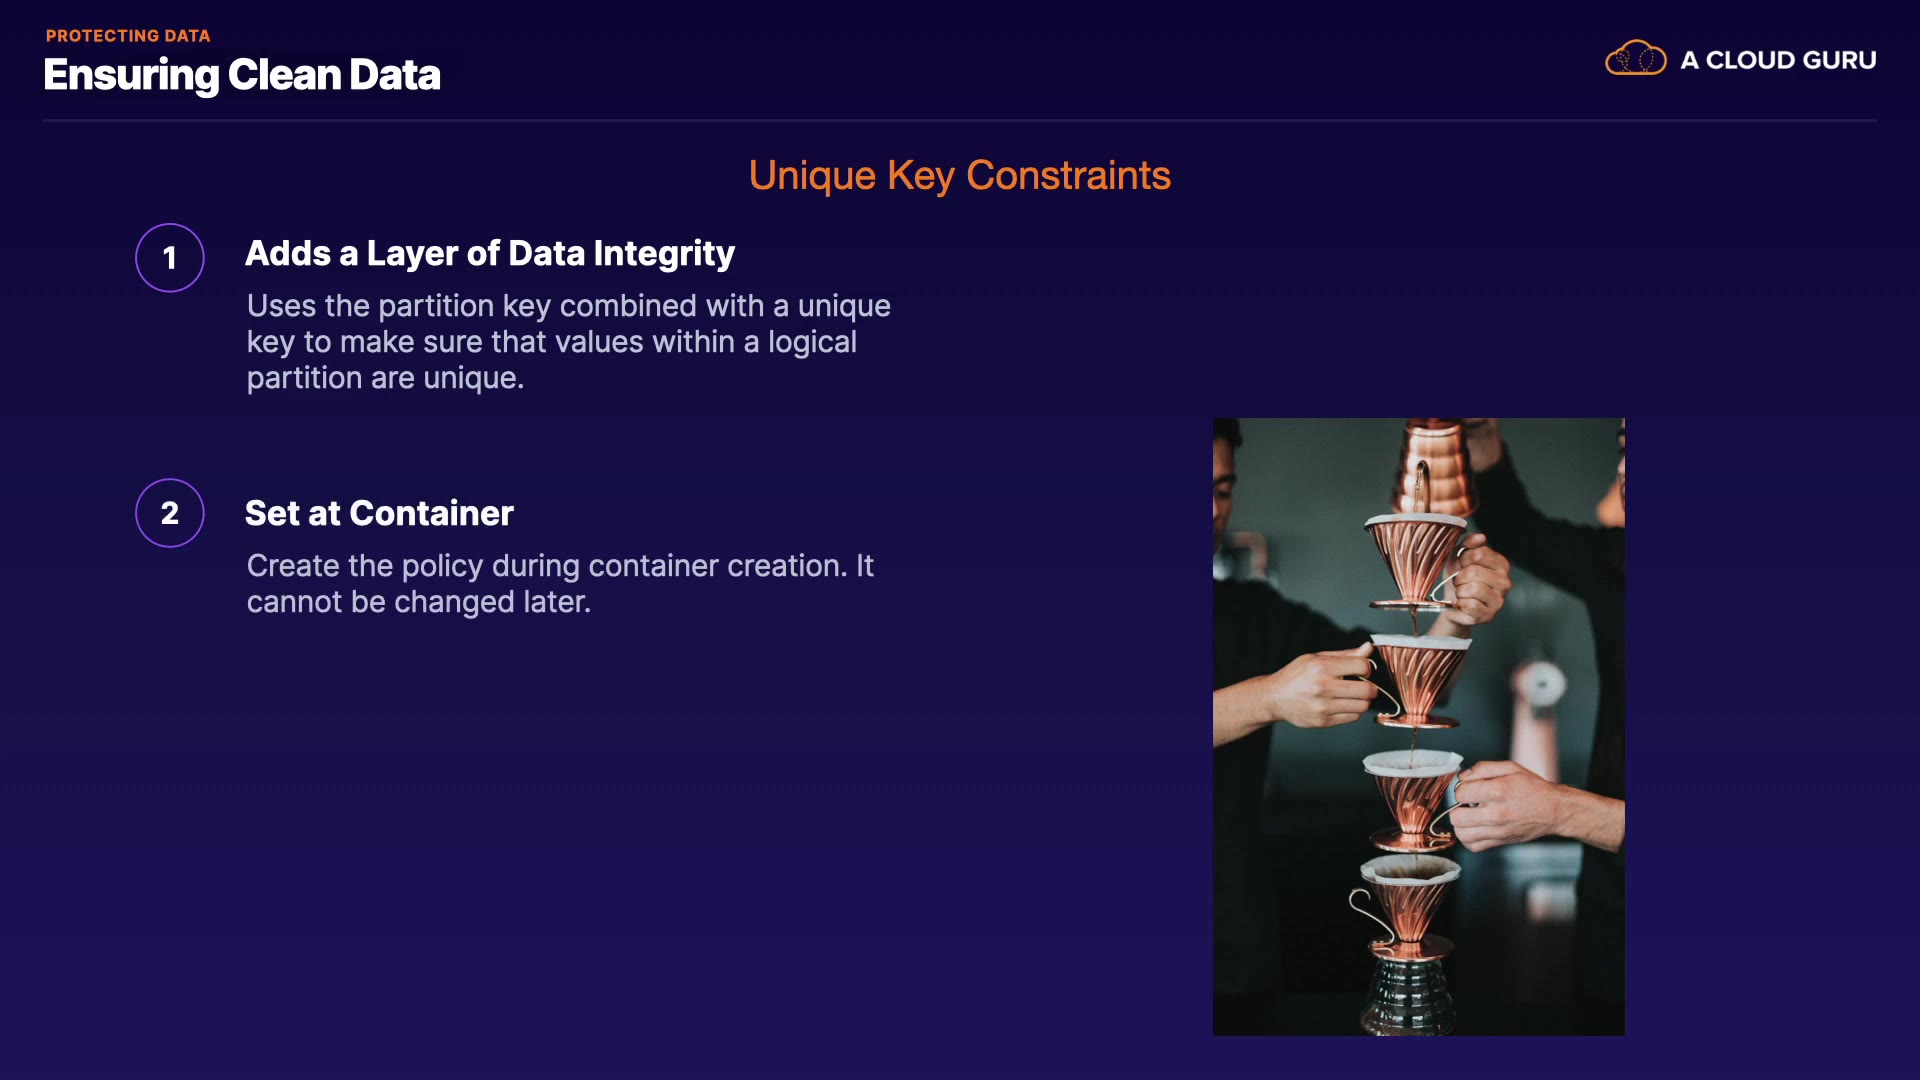 PROTECTING DATA
Ensuring Clean Data
A CLOUD GURU
Unique Key Constraints
1
Adds a Layer of Data Integrity
Uses the partition key combined with a unique
key to make sure that values within a logical
partition are unique.
2
Set at Container
Create the policy during container creation. It
cannot be changed later.